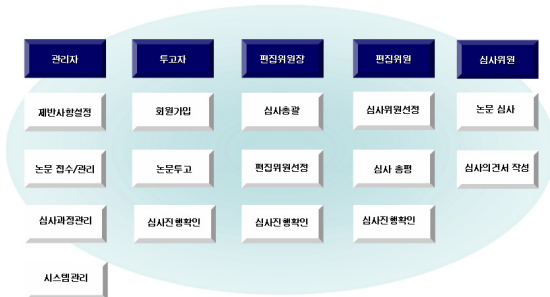 관리자 투고자 편집위원장 편집위원 심사위원
제반사항설정 회원가입 심사총괄 심사위원선정 논문 심사
논문 접수/관리 논문투고 편집위원선정 심사 총평 심사의견서 작성
심사과정관리 심사진행확인 심사진행확인 심사진행확인
시스템관리